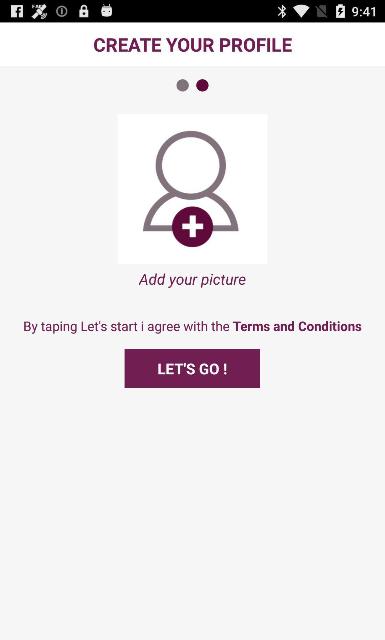 9:41
CREATE YOUR PROFILE
Add your picture
By taping Let's start i agree with the Terms and Conditions
LET'S GO !